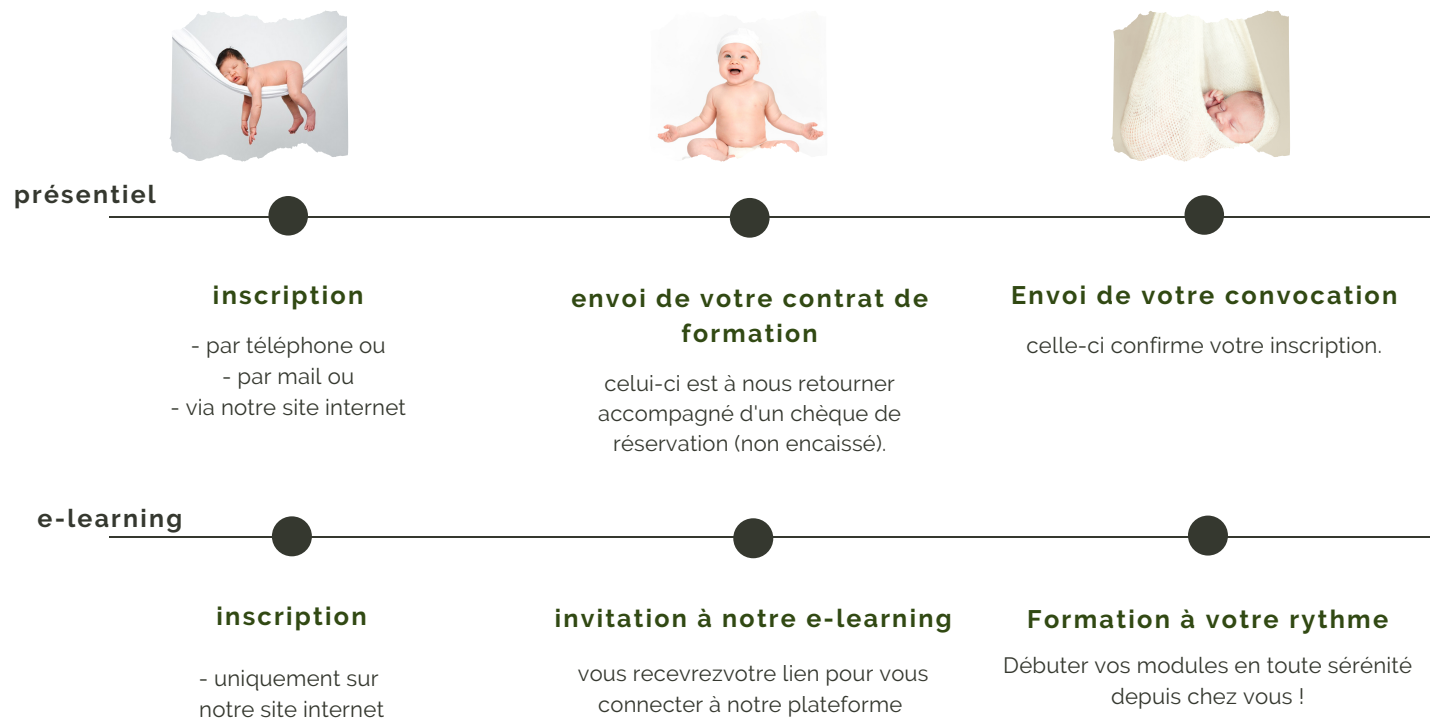 présentiel
inscription
- par téléphone ou
- par mail ou
- via notre site internet
envoi de votre contrat de
formation
celui-ci est à nous retourner
accompagné d'un chèque de
réservation (non encaissé).
Envoi de votre convocation
celle-ci confirme votre inscription.
e-learning
inscription
- uniquement sur
notre site internet
invitation à notre e-learning
vous recevrezvotre lien pour vous
connecter à notre plateforme
Formation à votre rythme
Débuter vos modules en toute sérénité
depuis chez vous !